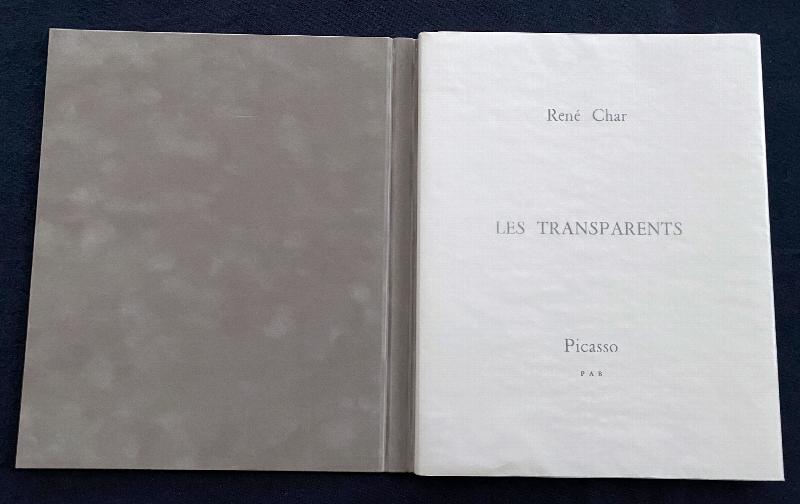 René Char
LES TRANSPARENTS
Picasso
PAB